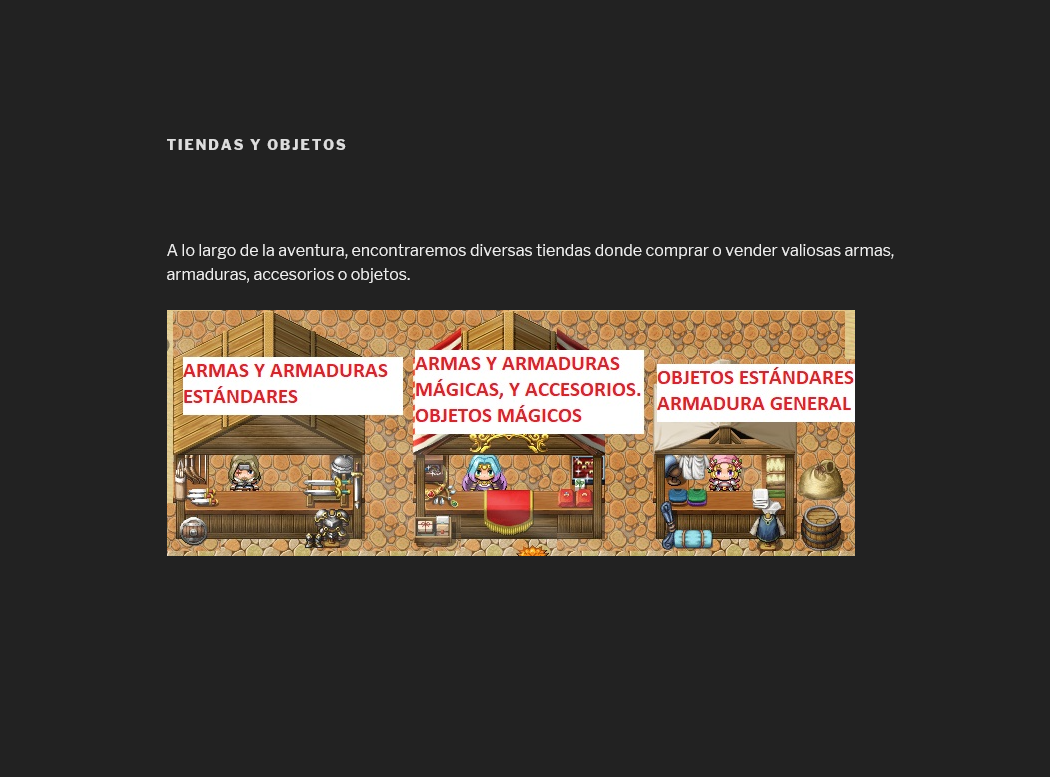 TIENDAS Y OBJETOS
A lo largo de la aventura, encontraremos diversas tiendas donde comprar o vender valiosas armas,
armaduras, accesorios o objetos.
ARMAS Y ARMADURAS
ESTÁNDARES
ARMAS Y ARMADURAS
MÁGICAS, Y ACCESORIOS.
OBJETOS MÁGICOS
OBJETOS ESTÁNDARES
ARMADURA GENERAL